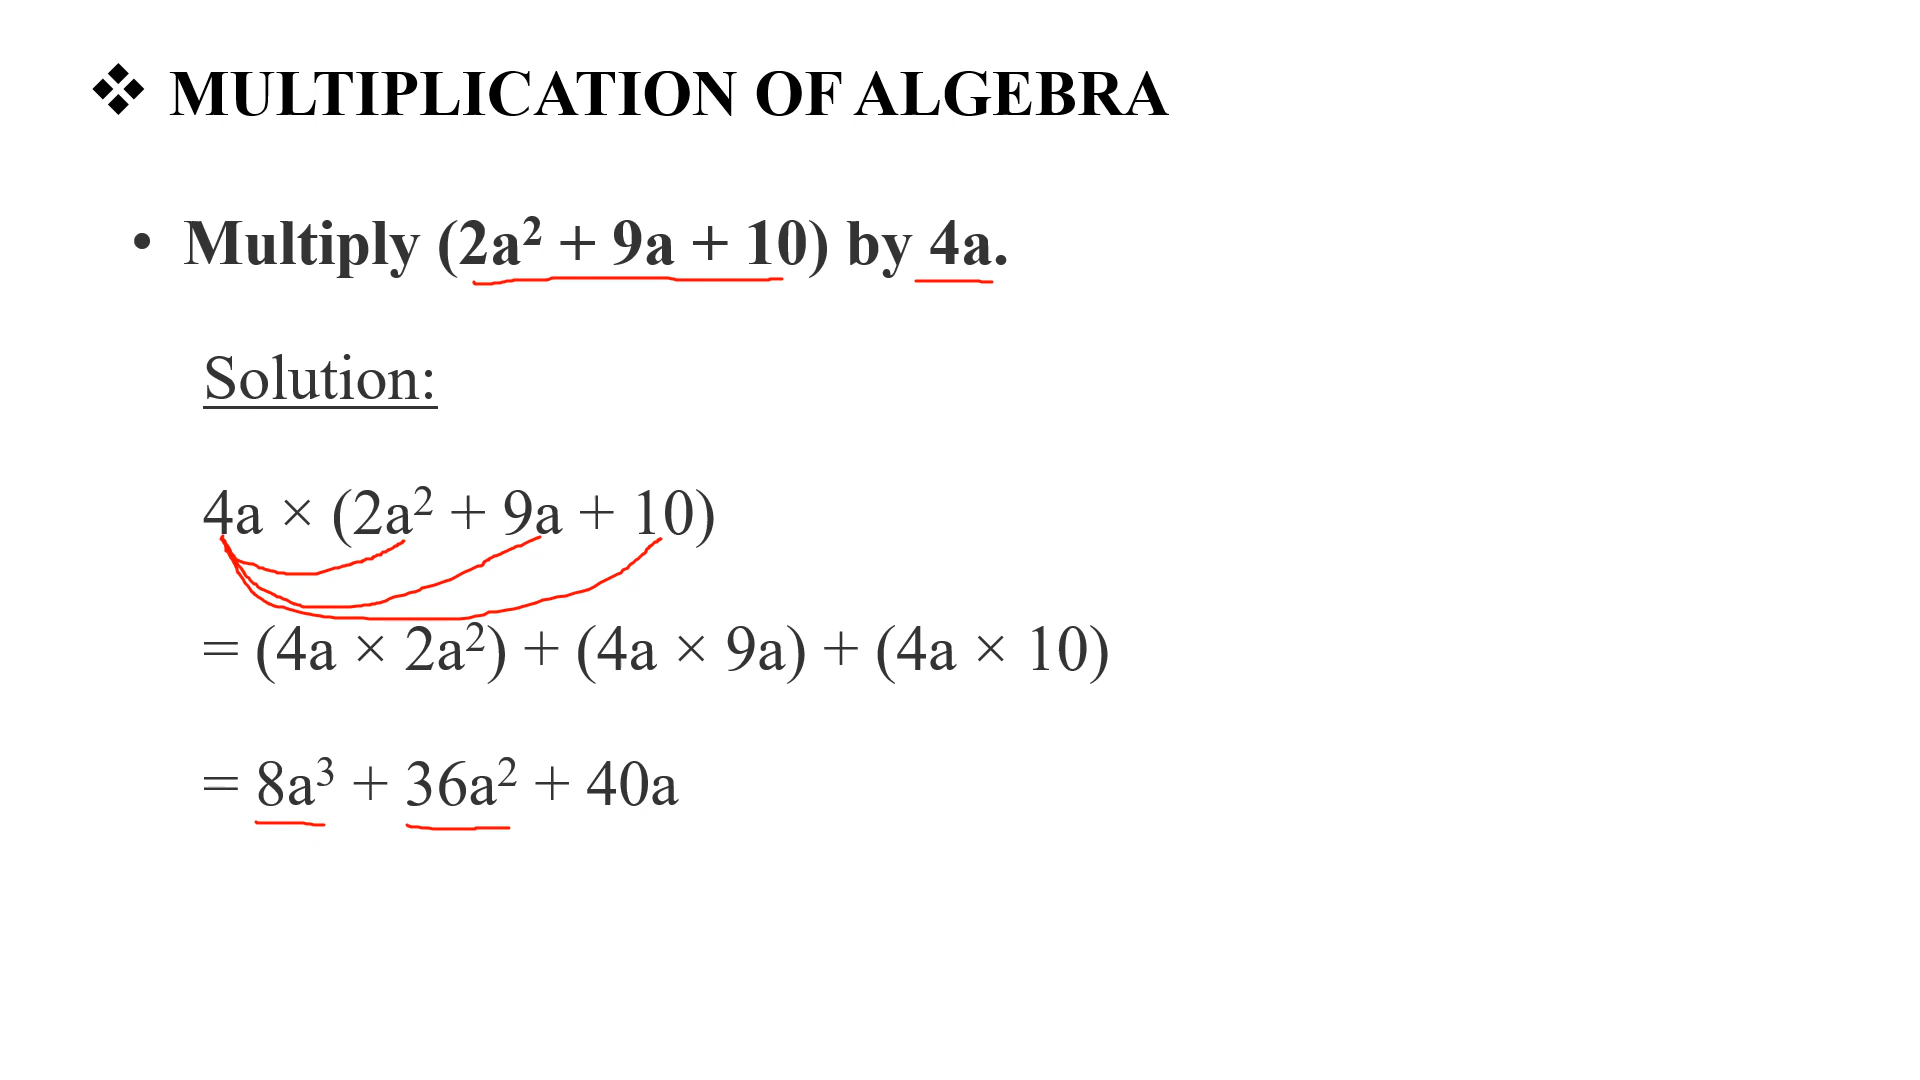 ❖ MULTIPLICATION OF ALGEBRA
• Multiply (2a² + 9a + 10) by 4a.
Solution:
4a × (2a² + 9a + 10)
= (4a × 2a²) + (4a × 9a) + (4a × 10)
= 8a³ + 36a² + 40a